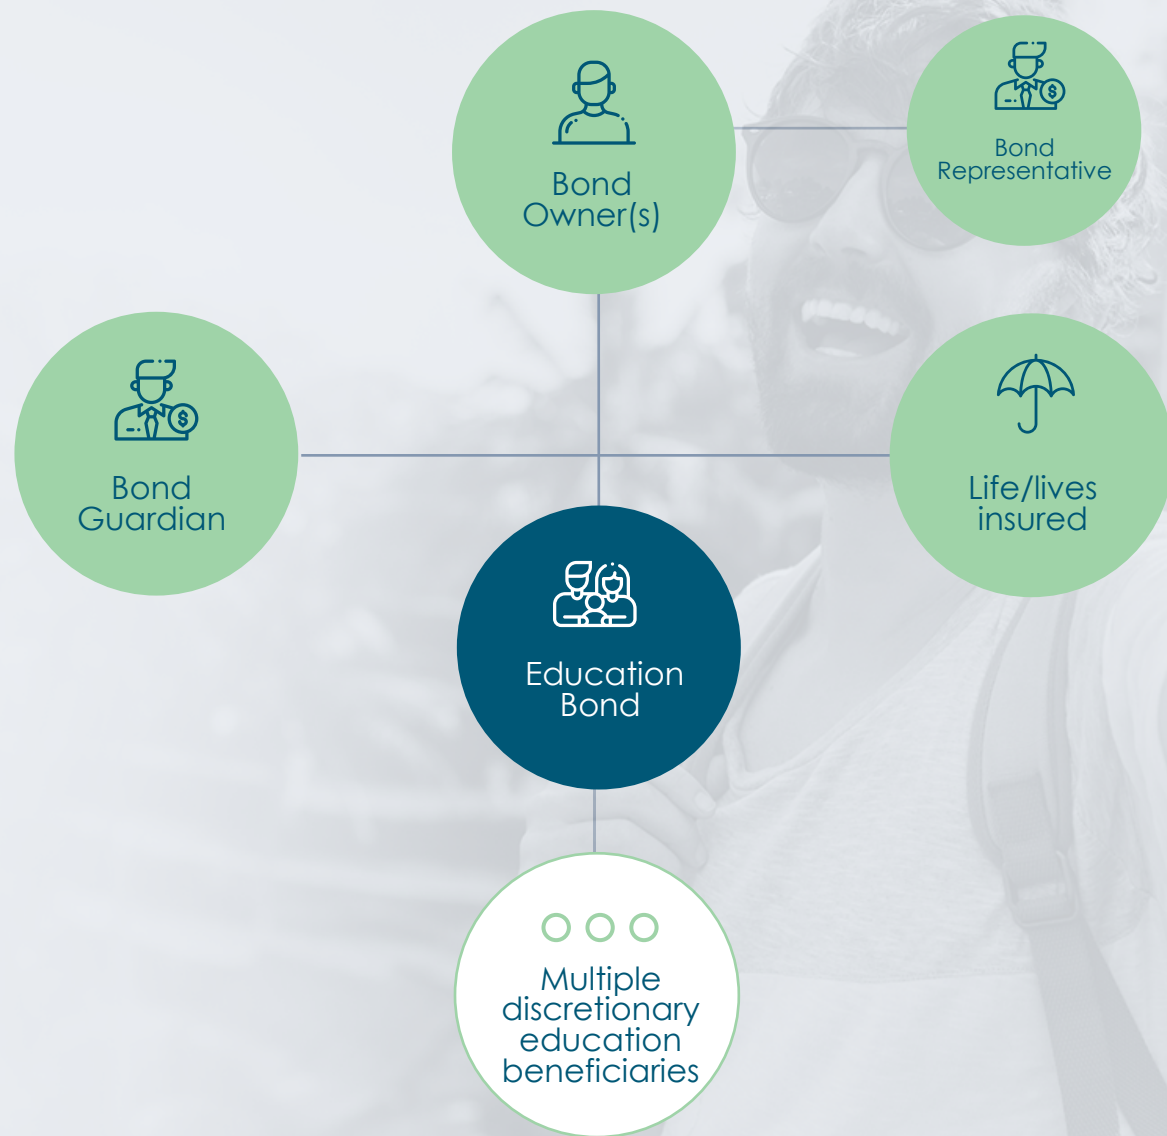 Bond
Owner(s)
Bond
Representative
Bond
Guardian
Life/lives
insured
Education
Bond
Multiple
discretionary
education
beneficiaries